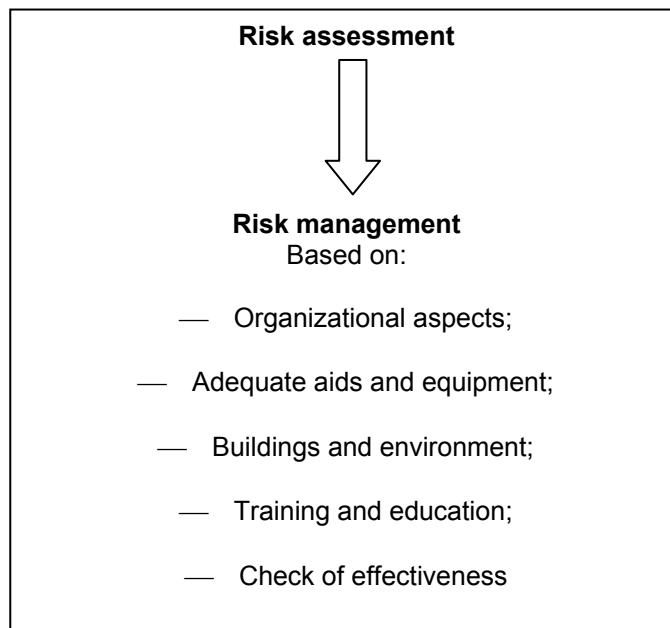 Risk assessment
Risk management
Based on:
— Organizational aspects;
— Adequate aids and equipment;
— Buildings and environment;
— Training and education;
— Check of effectiveness